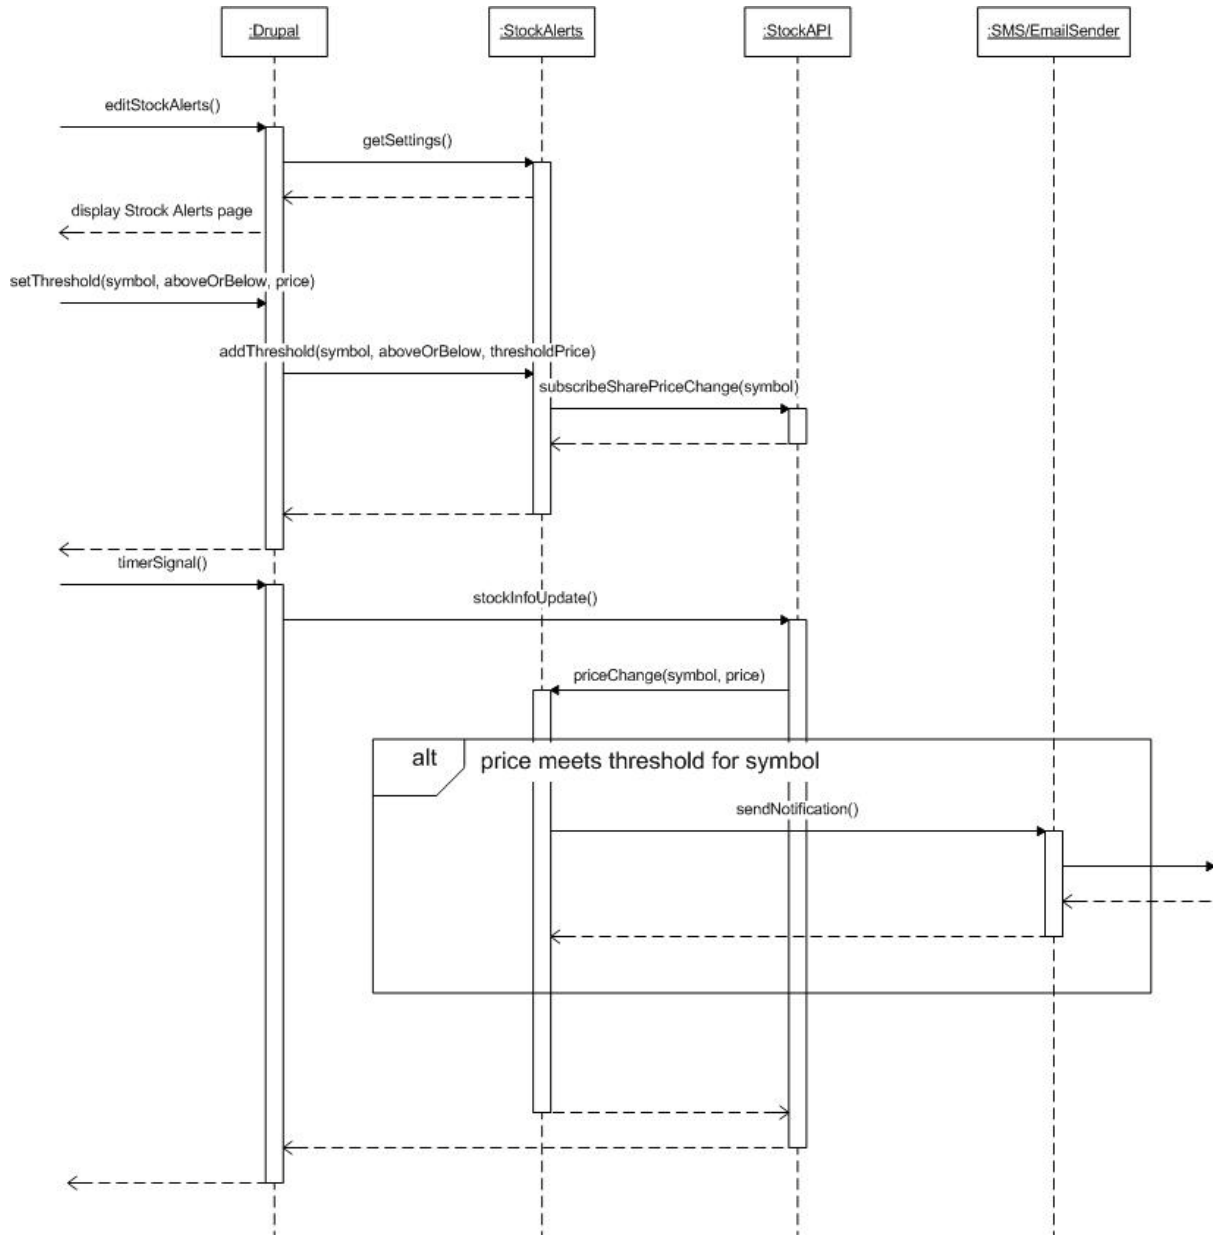 :Drupal
:StockAlerts
:StockAPI
:SMS/EmailSender
editStockAlerts()
getSettings()
display Strock Alerts page
setThreshold(symbol, aboveOrBelow, price)
addThreshold(symbol, aboveOrBelow, thresholdPrice)
subscribeSharePriceChange(symbol)
timerSignal()
stockInfoUpdate()
priceChange(symbol, price)
alt
price meets threshold for symbol
sendNotification()